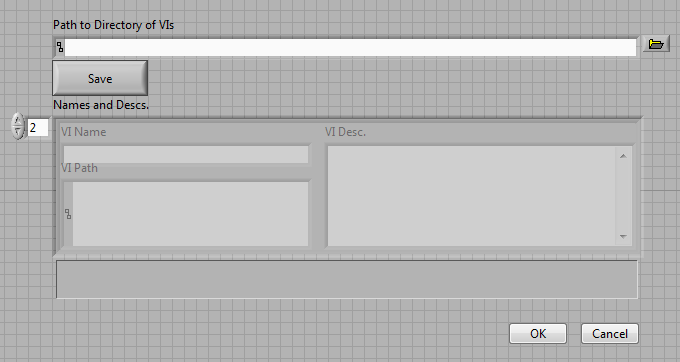 Path to Directory of VIs
Save
Names and Descs.
2
VI Name
VI Desc.
VI Path
OK
Cancel